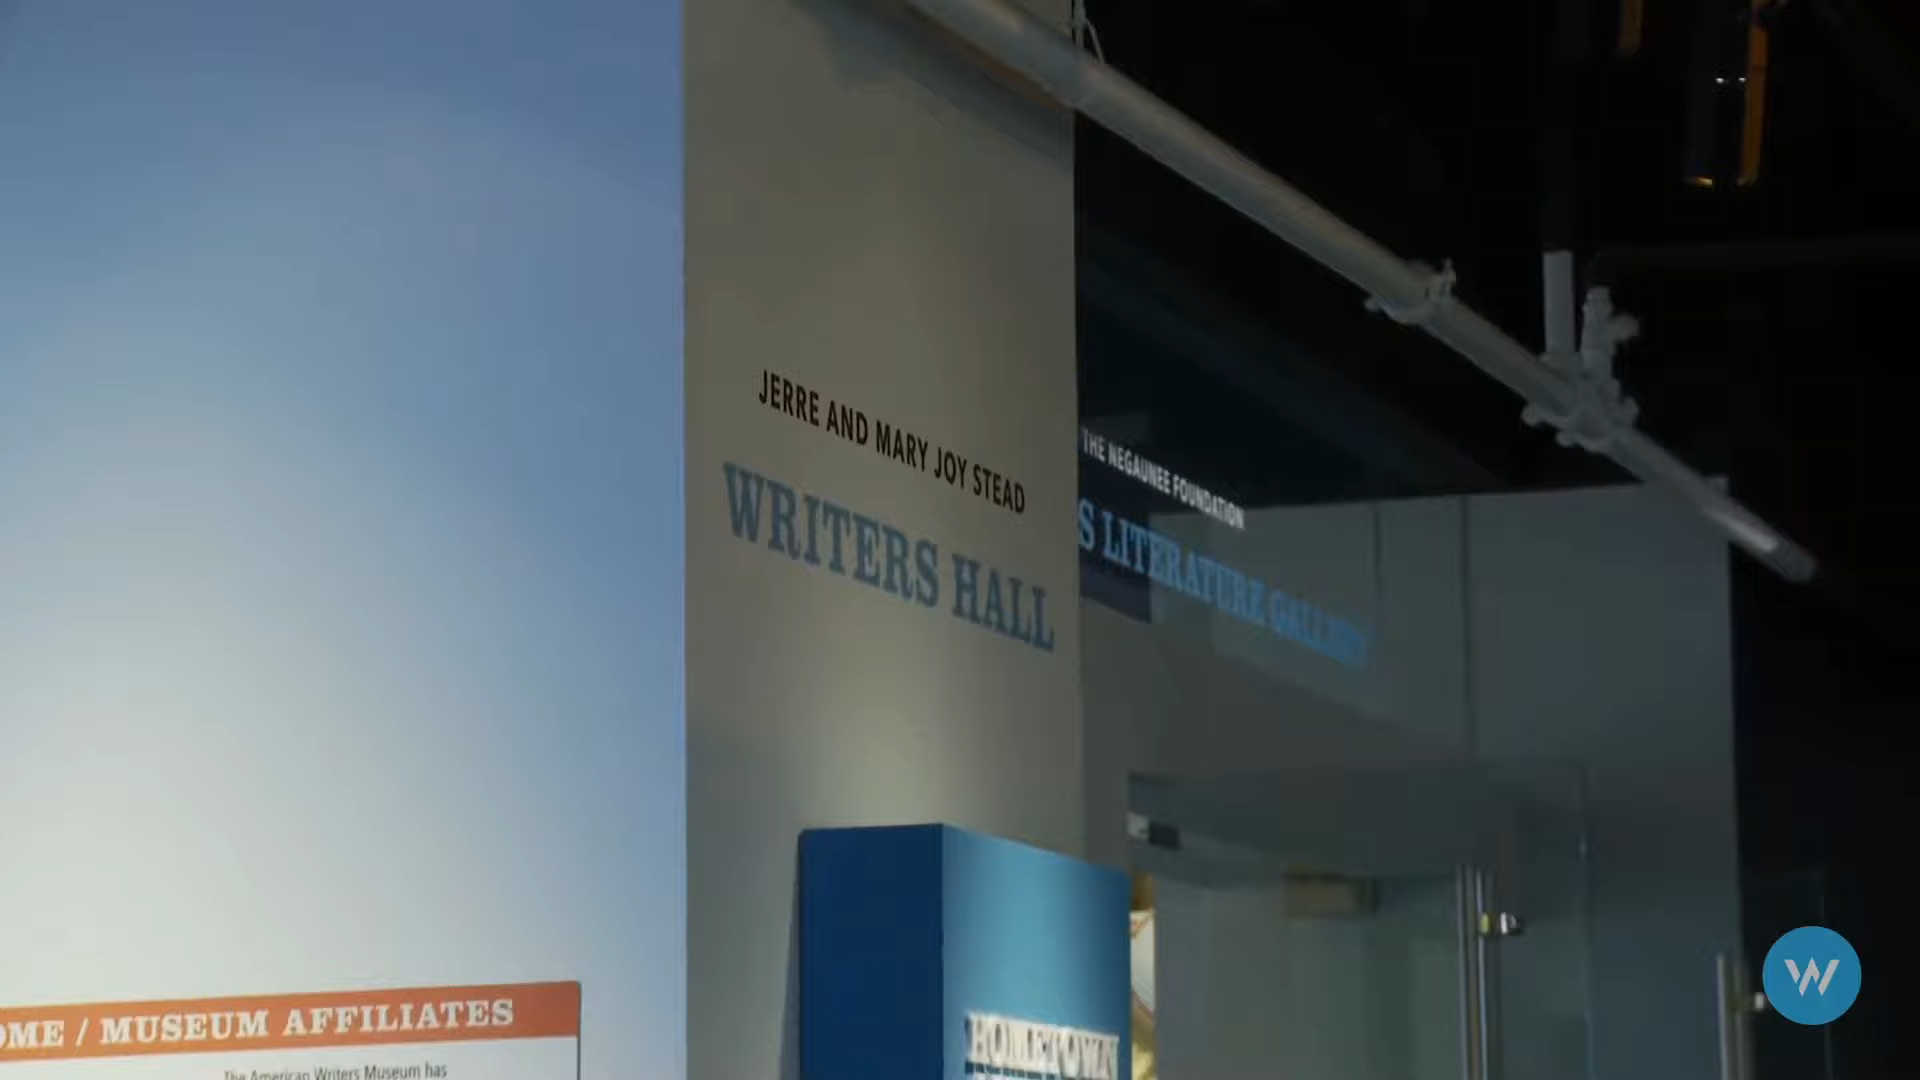 JERRE AND MARY JOY STEAD
WRITERS HALL
THE NEGAUNEE FOUNDATION
S LITERATURE GALLERY
OME / MUSEUM AFFILIATES
The American Writers Museum has
HOMETOWN
W